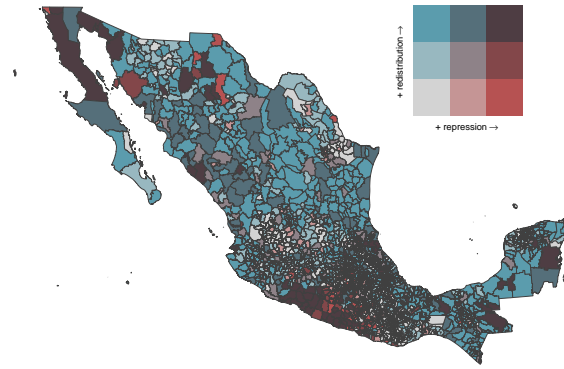 + redistribution →
+ repression →